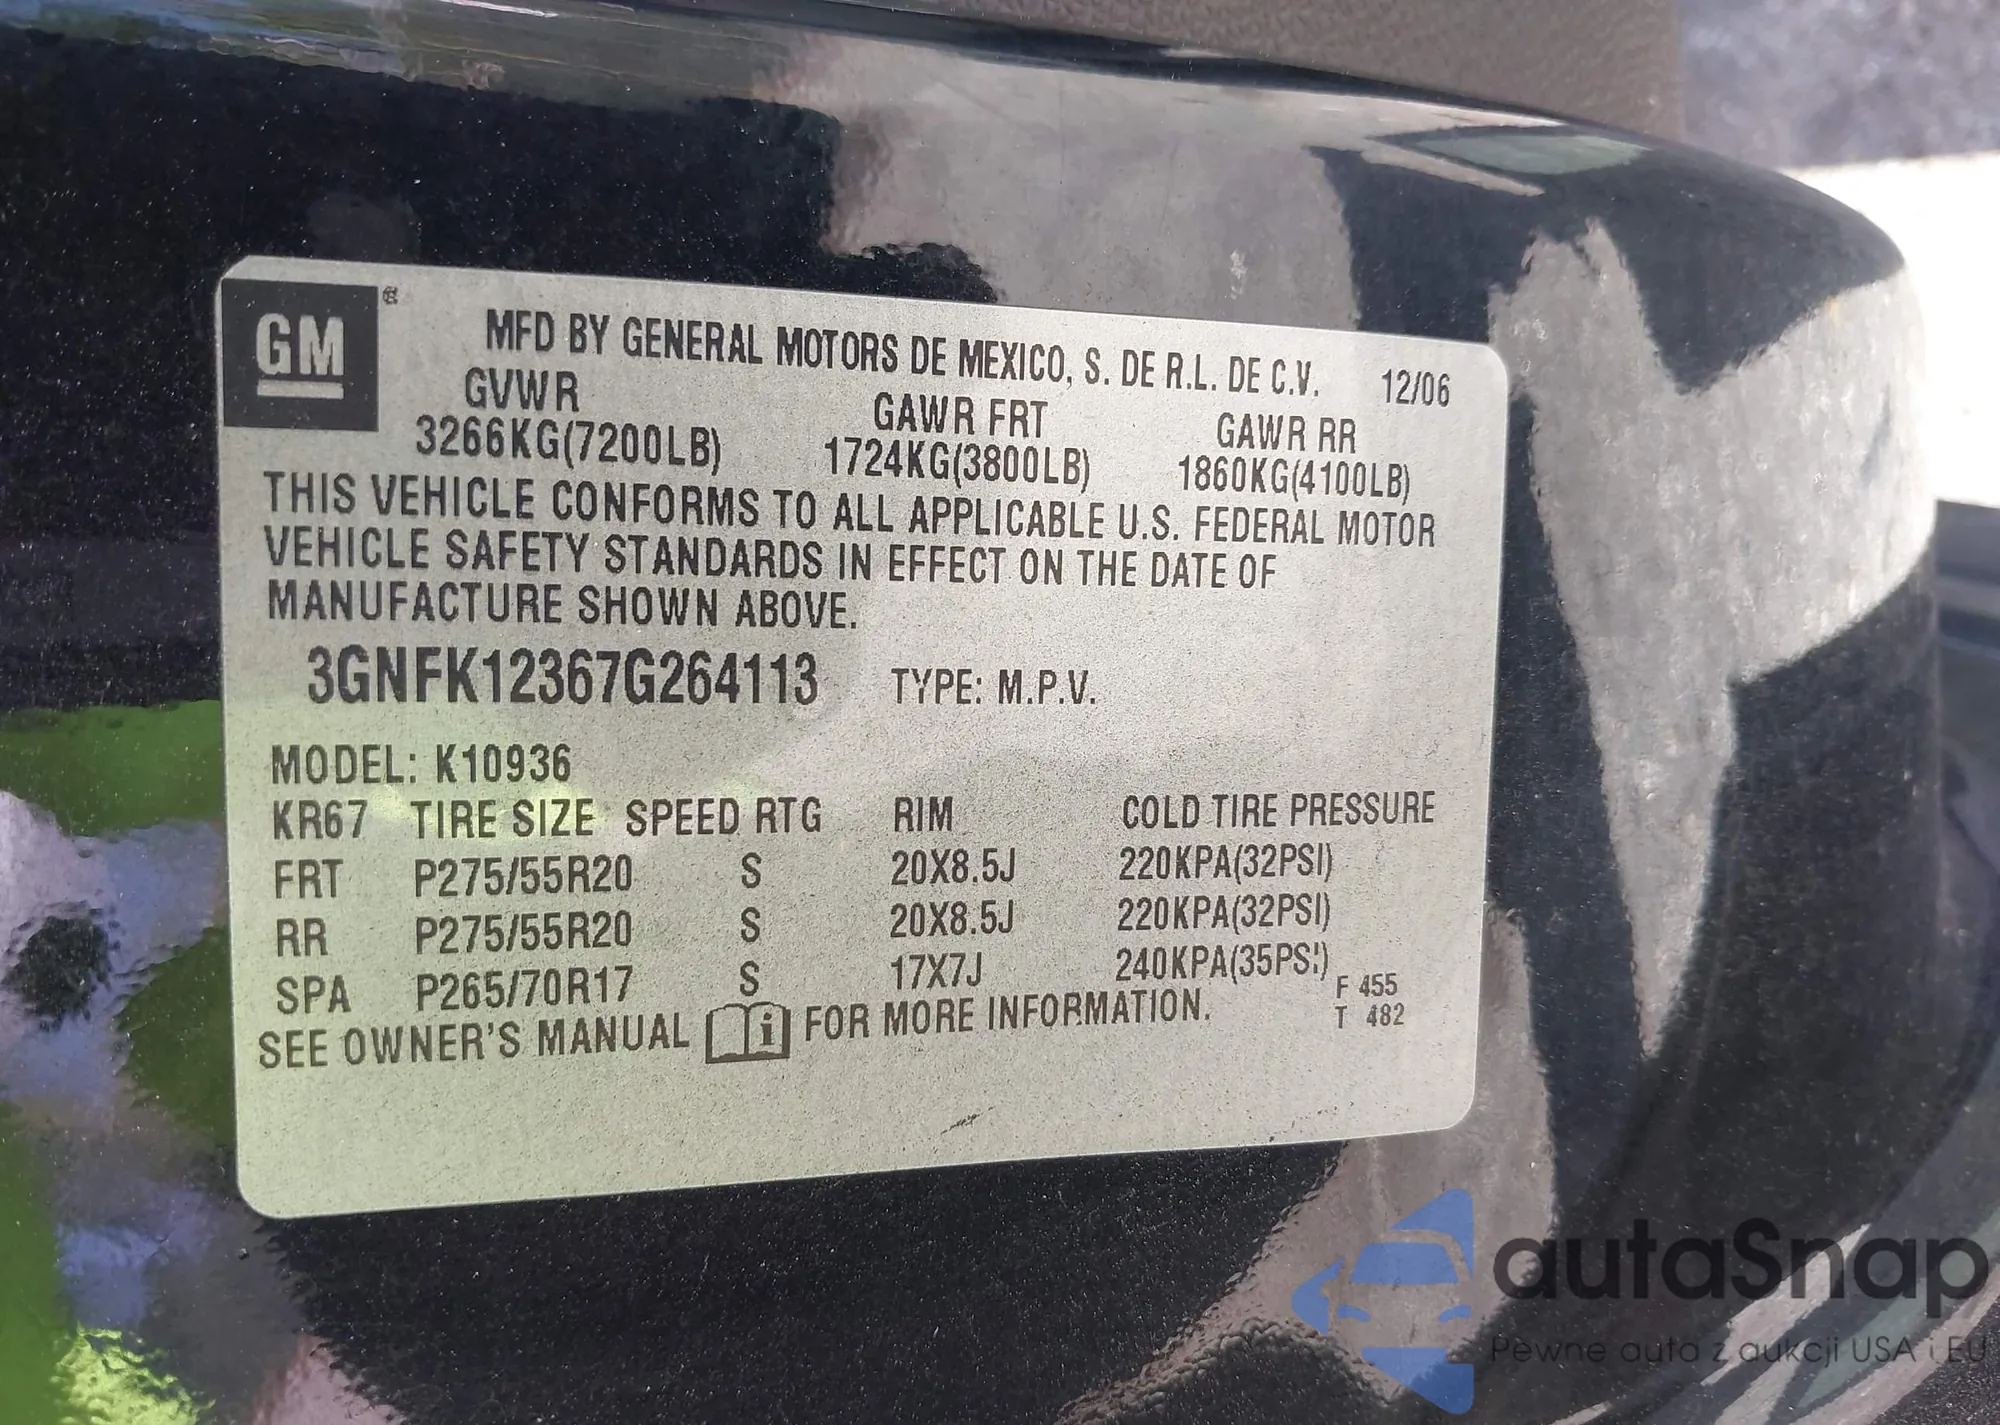 GM
MFD BY GENERAL MOTORS DE MEXICO, S. DE R.L. DE C.V. 12/06
GVWR GAWR FRT GAWR RR
3266KG(7200LB) 1724KG(3800LB) 1860KG(4100LB)
THIS VEHICLE CONFORMS TO ALL APPLICABLE U.S. FEDERAL MOTOR
VEHICLE SAFETY STANDARDS IN EFFECT ON THE DATE OF
MANUFACTURE SHOWN ABOVE.
3GNFK12367G264113 TYPE: M.P.V.
MODEL: K10936
KR67 TIRE SIZE SPEED RTG RIM COLD TIRE PRESSURE
FRT P275/55R20 S 20X8.5J 220KPA(32PSI)
RR P275/55R20 S 20X8.5J 220KPA(32PSI)
SPA P265/70R17 S 17X7J 240KPA(35PSI)
SEE OWNER'S MANUAL i FOR MORE INFORMATION.
F 455
T 482
autaSnap
Pewne auta z aukcji USA i EU